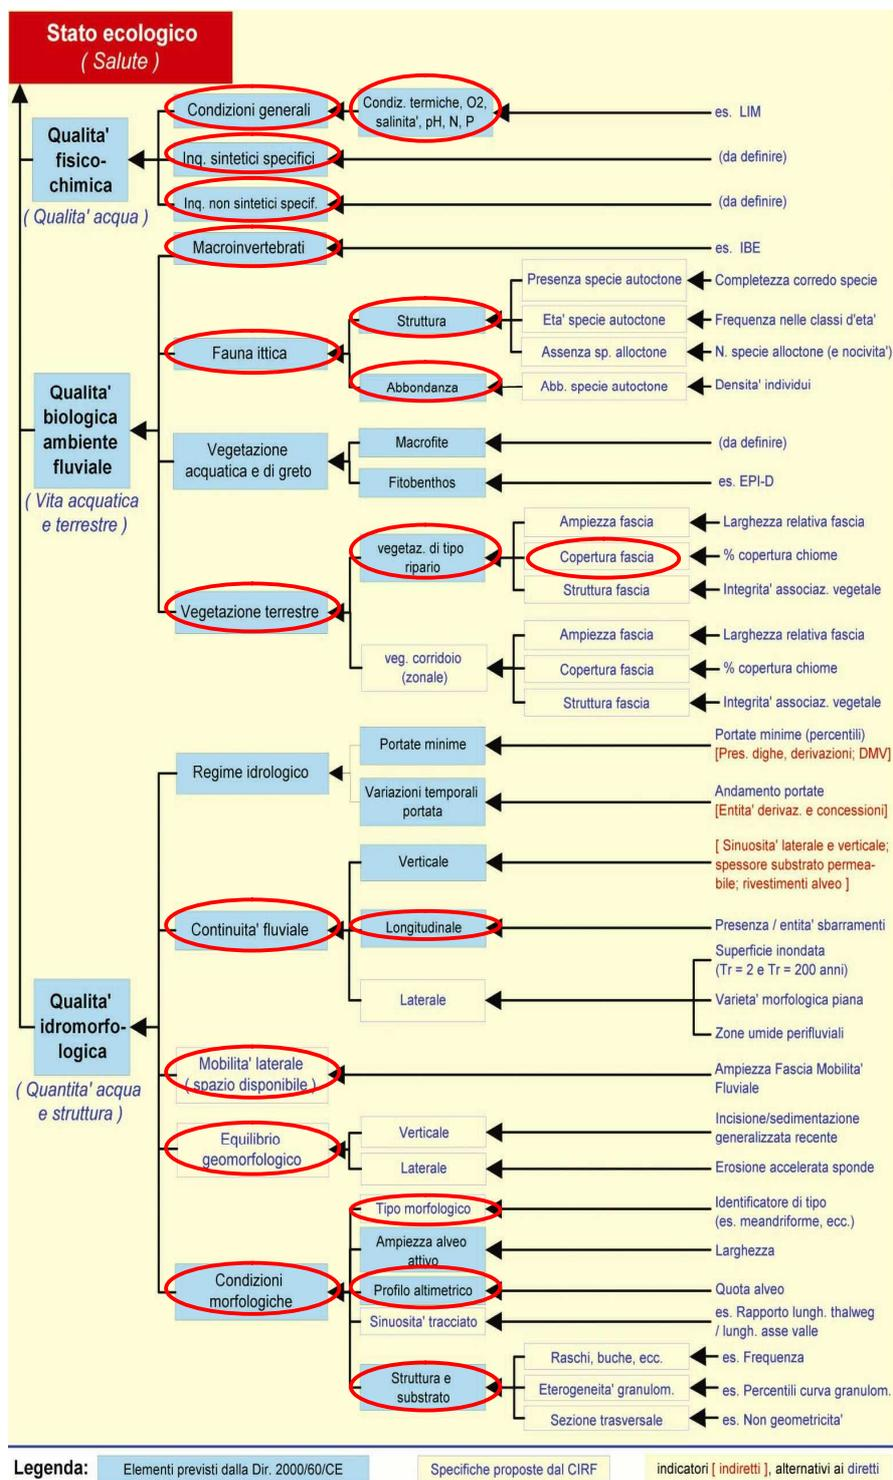 Stato ecologico
( Salute )
Qualita'
fisico-
chimica
( Qualita' acqua )
Condizioni generali
Condiz. termiche, O2,
salinita', pH, N, P
es. LIM
Inq. sintetici specifici
(da definire)
Inq. non sintetici specif.
(da definire)
Qualita'
biologica
ambiente
fluviale
( Vita acquatica
e terrestre )
Macroinvertebrati
es. IBE
Fauna ittica
Struttura
Presenza specie autoctone
Completezza corredo specie
Eta' specie autoctone
Frequenza nelle classi d'eta'
Assenza sp. alloctone
N. specie alloctone (e nocivita')
Abbondanza
Abb. specie autoctone
Densita' individui
Vegetazione
acquatica e di greto
Macrofite
(da definire)
Fitobenthos
es. EPI-D
Vegetazione terrestre
vegetaz. di tipo
ripario
Ampiezza fascia
Larghezza relativa fascia
Copertura fascia
% copertura chiome
Struttura fascia
Integrita' associaz. vegetale
veg. corridoio
(zonale)
Ampiezza fascia
Larghezza relativa fascia
Copertura fascia
% copertura chiome
Struttura fascia
Integrita' associaz. vegetale
Qualita'
idromorfo-
logica
( Quantita' acqua
e struttura )
Regime idrologico
Portate minime
Portate minime (percentili)
[Pres. dighe, derivazioni; DMV]
Variazioni temporali
portata
Andamento portate
[Entita' derivaz. e concessioni]
Continuita' fluviale
Verticale
[ Sinuosita' laterale e verticale;
spessore substrato permea-
bile; rivestimenti alveo ]
Longitudinale
Presenza / entita' sbarramenti
Laterale
Superficie inondata
(Tr = 2 e Tr = 200 anni)
Varieta' morfologica piana
Zone umide perifluviali
Mobilita' laterale
( spazio disponibile )
Ampiezza Fascia Mobilita'
Fluviale
Equilibrio
geomorfologico
Verticale
Incisione/sedimentazione
generalizzata recente
Laterale
Erosione accelerata sponde
Condizioni
morfologiche
Tipo morfologico
Identificatore di tipo
(es. meandriforme, ecc.)
Ampiezza alveo
attivo
Larghezza
Profilo altimetrico
Quota alveo
Sinuosita' tracciato
es. Rapporto lungh. thalweg
/ lungh. asse valle
Struttura e
substrato
Raschi, buche, ecc.
es. Frequenza
Eterogeneita' granulom.
es. Percentili curva granulom.
Sezione trasversale
es. Non geometricita'
Legenda:
Elementi previsti dalla Dir. 2000/60/CE
Specifiche proposte dal CIRF
indicatori [ indiretti ], alternativi ai diretti